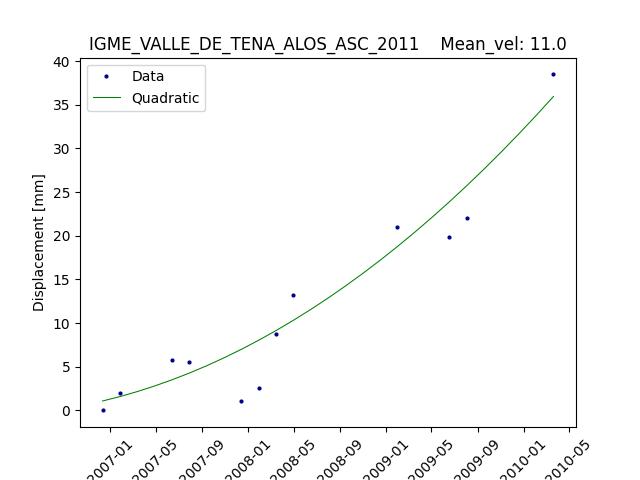 IGME_VALLE_DE_TENA_ALOS_ASC_2011 Mean_vel: 11.0
Data
Quadratic
Displacement [mm]
40
35
30
25
20
15
10
5
0
2007-01 2007-05 2007-09 2008-01 2008-05 2008-09 2009-01 2009-05 2009-09 2010-01 2010-05